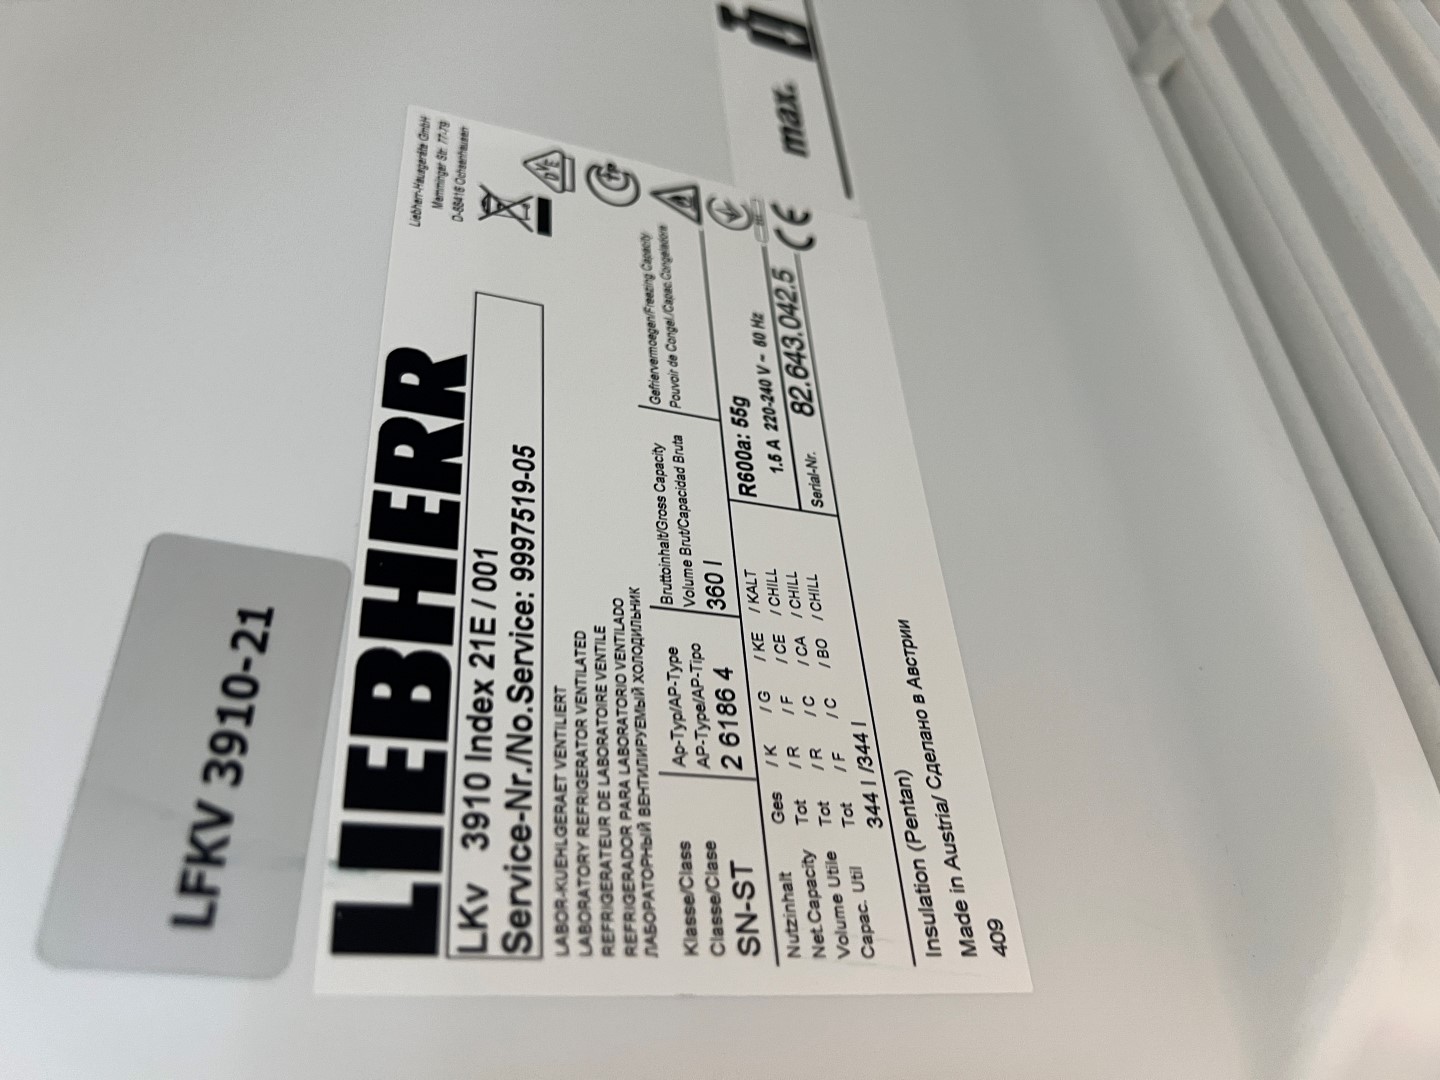 LFKV 3910-21
LIEBHERR
Liebherr-Hausgeräte GmbH
Memminger Str. 77-79
D-88416 Ochsenhausen
LKv 3910 Index 21E / 001
Service-Nr./No.Service: 9997519-05
LABOR-KUEHLGERAET VENTILIERT
LABORATORY REFRIGERATOR VENTILATED
REFRIGERATEUR DE LABORATOIRE VENTILE
REFRIGERADOR PARA LABORATORIO VENTILADO
ЛАБОРАТОРНЫЙ ВЕНТИЛИРУЕМЫЙ ХОЛОДИЛЬНИК
Klasse/Class
Classe/Clase
SN-ST
Ap-Typ/AP-Type
AP-Type/AP-Tipo
2 6186 4
Bruttoinhalt/Gross Capacity
Volume Brut/Capacidad Bruta
360 l
Gefriervermoegen/Freezing Capacity
Pouvoir de Congel./Capac.Congeladora
Nutzinhalt Ges / K / G / KE / KALT
Net.Capacity Tot / R / F / CE / CHILL
Volume Utile Tot / R / C / CA / CHILL
Capac. Util Tot / F / C / BO / CHILL
344 l /344 l
R600a: 55g
1.5 A 220-240 V ~ 60 Hz
Serial-Nr. 82.643.042.5
CE
Insulation (Pentan)
Made in Austria/ Сделано в Австрии
409
max.